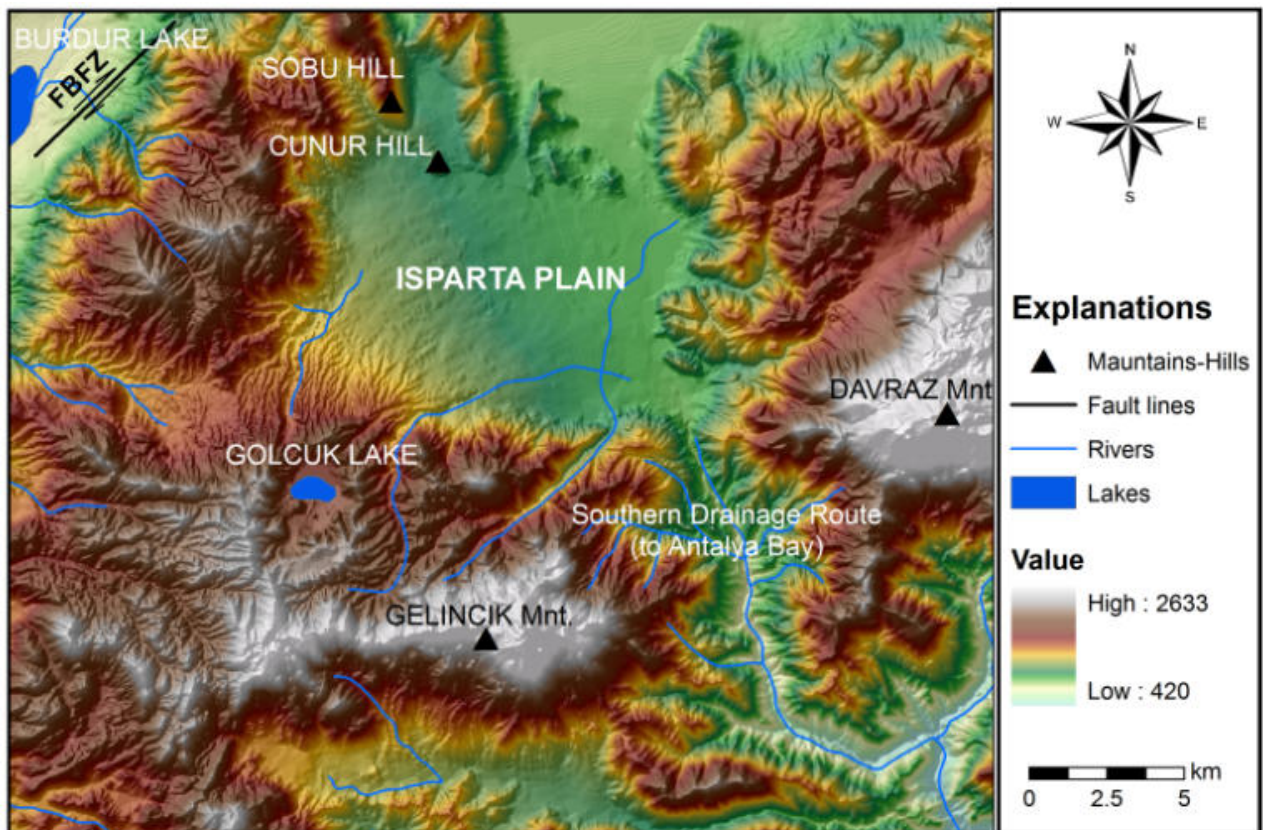 BURDUR LAKE
FBFZ
SOBU HILL
CUNUR HILL
ISPARTA PLAIN
DAVRAZ Mnt
GOLCUK LAKE
Southern Drainage Route
(to Antalya Bay)
GELINCIK Mnt.
N
W E
S
Explanations
Mauntains-Hills
Fault lines
Rivers
Lakes
Value
High : 2633
Low : 420
km
0 2.5 5